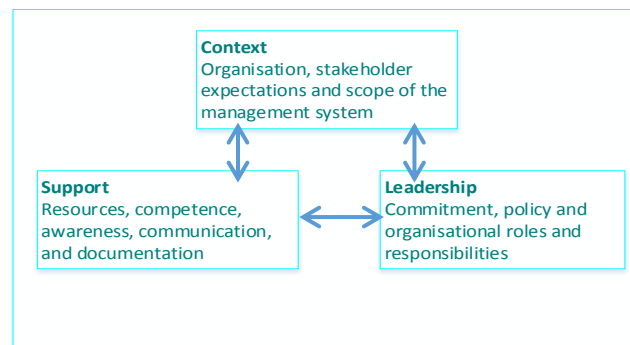 Context
Organisation, stakeholder
expectations and scope of the
management system
Support
Resources, competence,
awareness, communication,
and documentation
Leadership
Commitment, policy and
organisational roles and
responsibilities